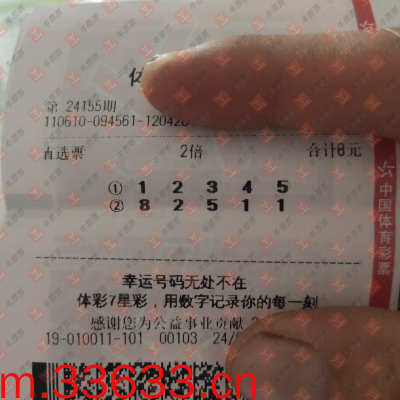 体
第 24155期
110610-094561-120420
直选票 2倍 合计8元
① 1 2 3 4 5
② 8 2 5 1 1
幸运号码无处不在
体彩7星彩，用数字记录你的每一刻
感谢您为公益事业贡献
19-010011-101 00103 24/
中国体育彩票
m.33633.cn